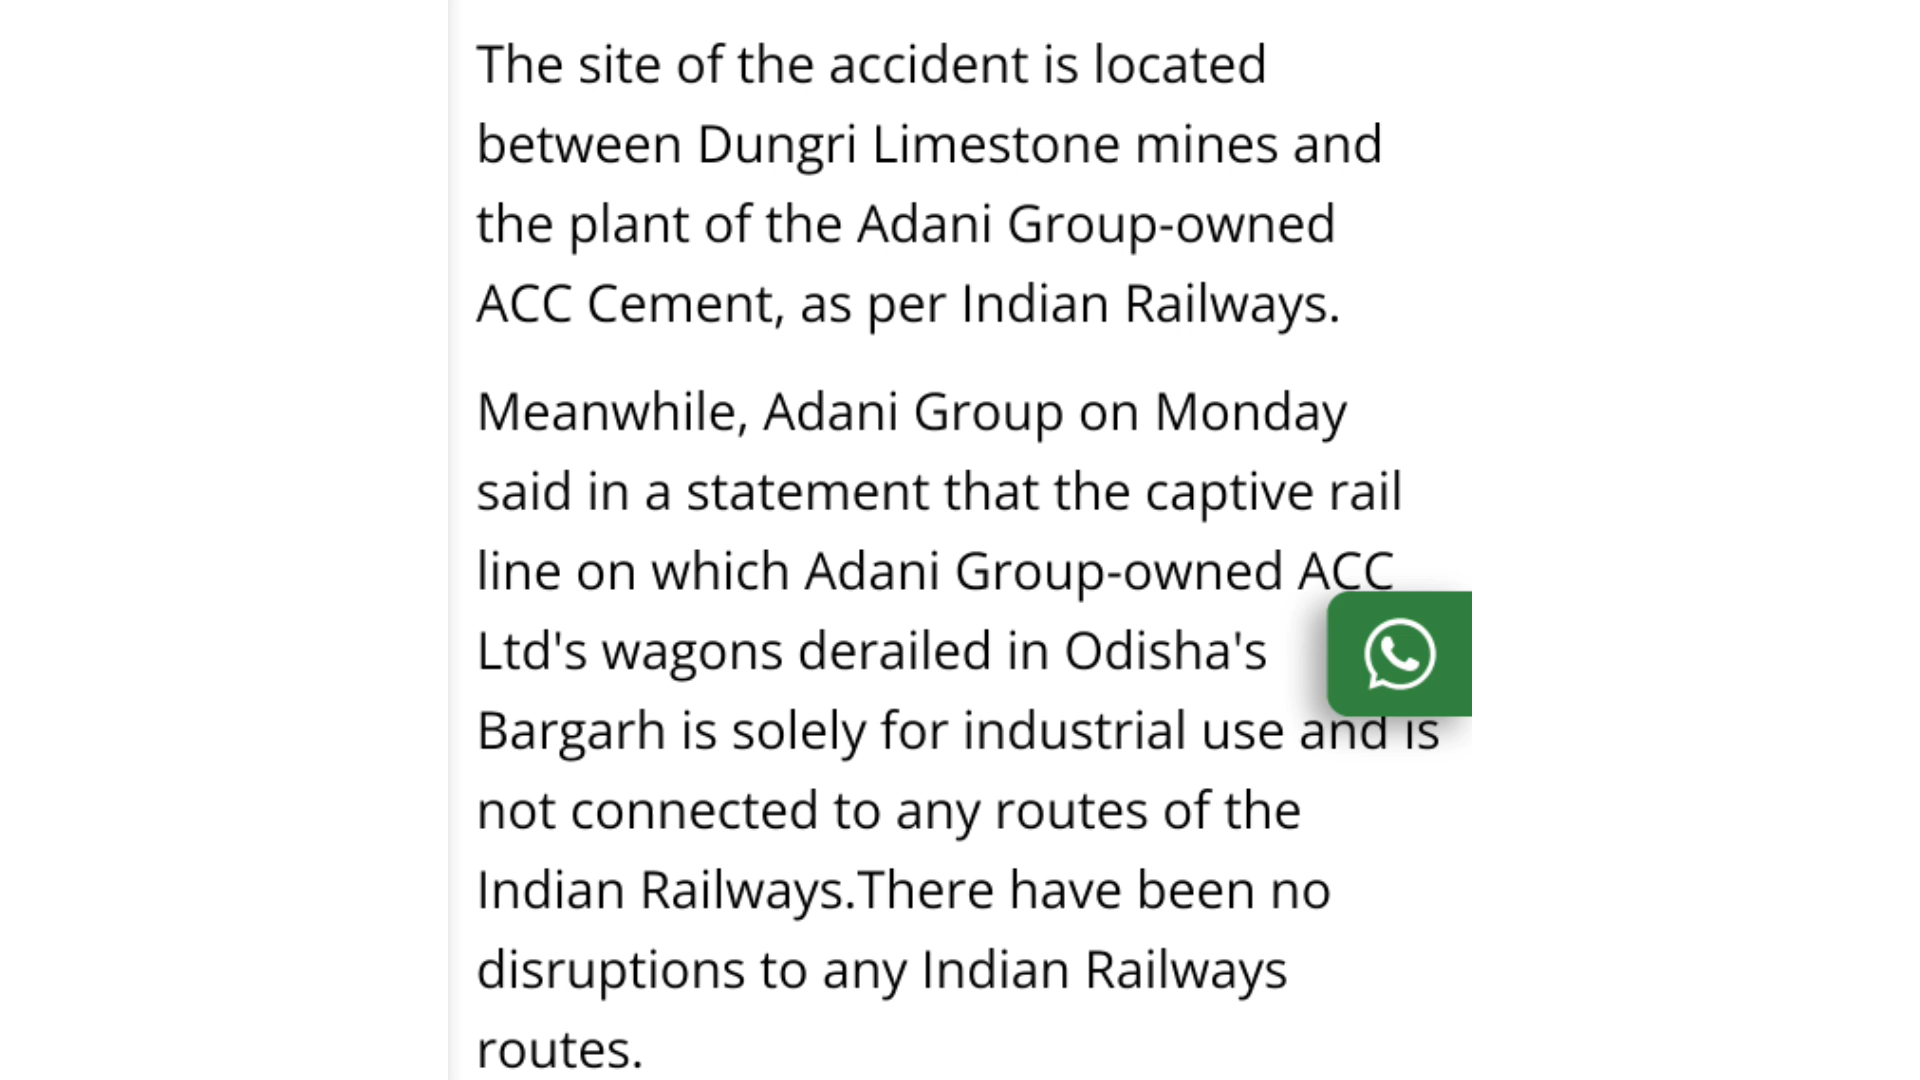 The site of the accident is located
between Dungri Limestone mines and
the plant of the Adani Group-owned
ACC Cement, as per Indian Railways.
Meanwhile, Adani Group on Monday
said in a statement that the captive rail
line on which Adani Group-owned ACC
Ltd's wagons derailed in Odisha's
Bargarh is solely for industrial use and is
not connected to any routes of the
Indian Railways.There have been no
disruptions to any Indian Railways
routes.